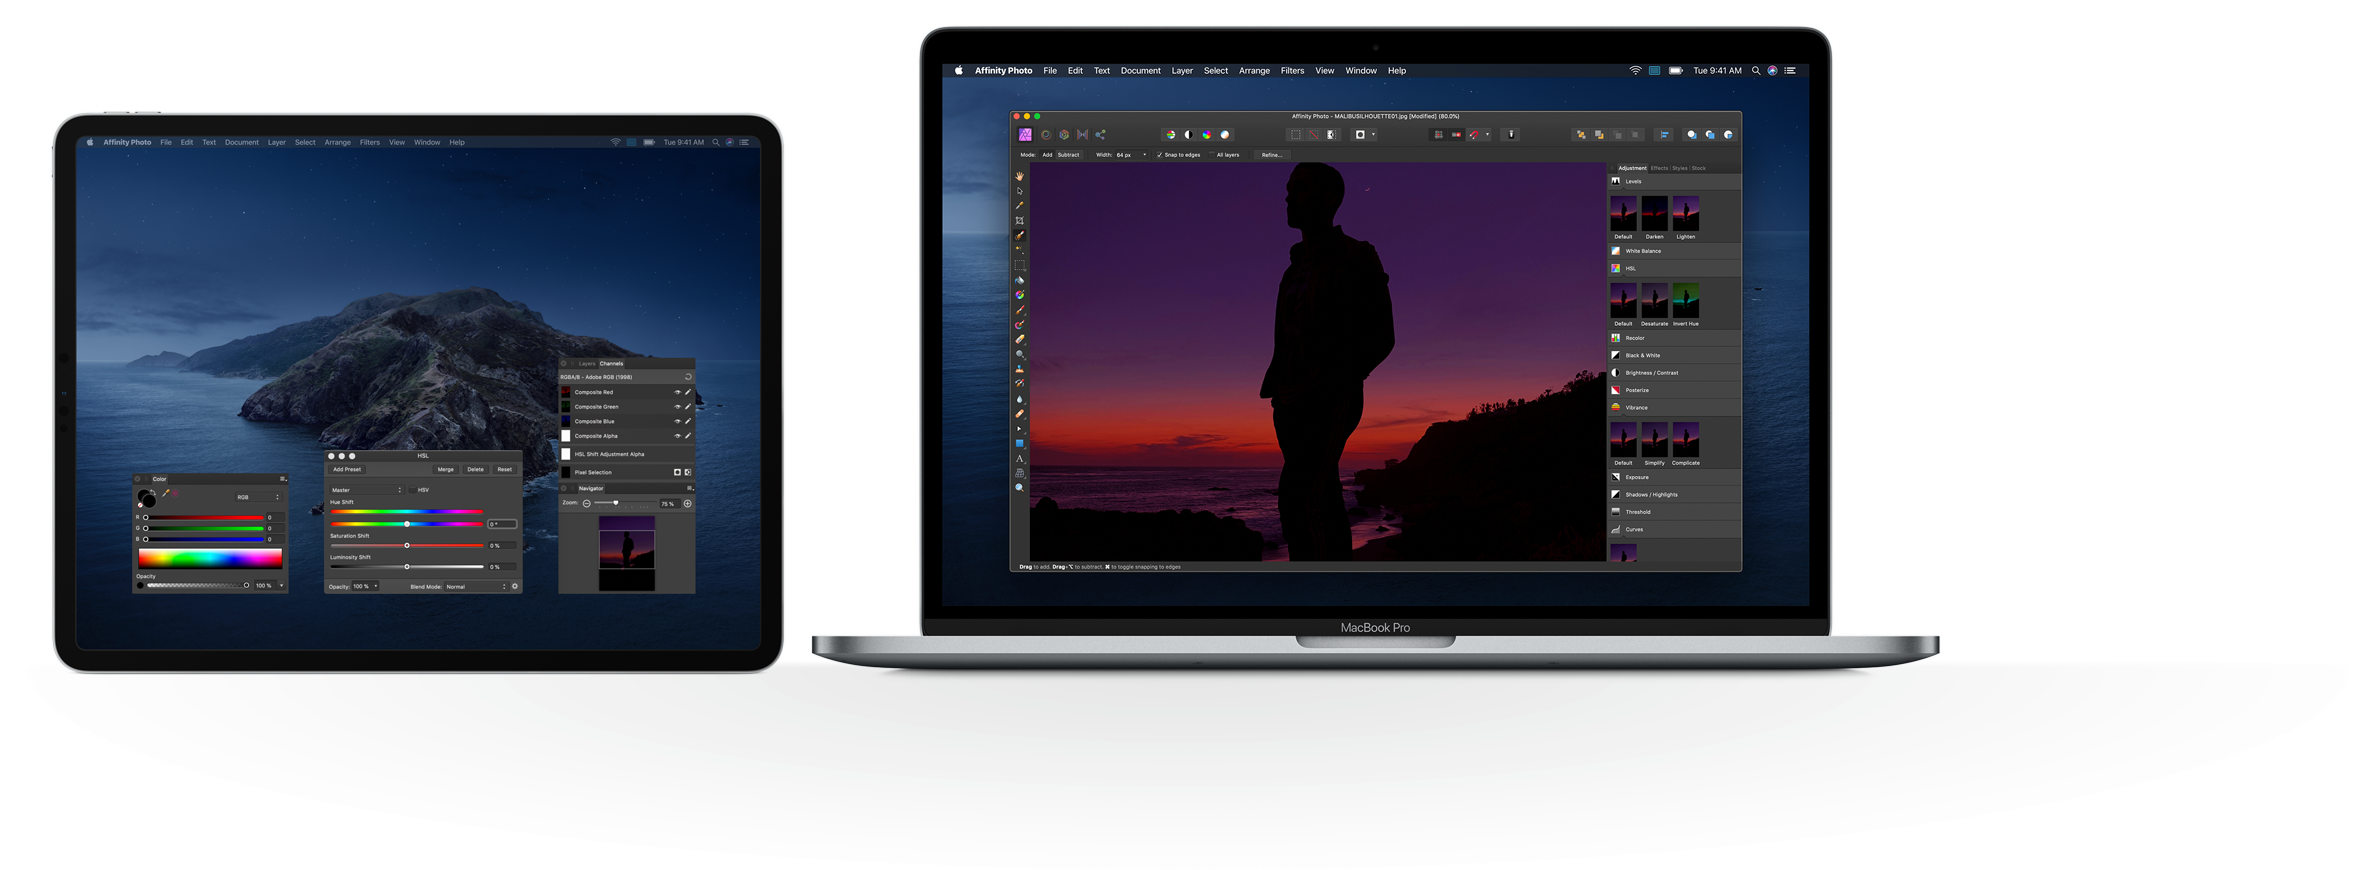 Affinity Photo File Edit Text Document Layer Select Arrange Filters View Window Help Tue 9:41 AM
Layers Channels
RGBA/8 - Adobe RGB (1998)
Composite Red
Composite Green
Composite Blue
Composite Alpha
HSL Shift Adjustment Alpha
Pixel Selection
Navigator
Zoom: 75 %
HSL
Add Preset Merge Delete Reset
Master HSV
Hue Shift
0 °
Saturation Shift
0 %
Luminosity Shift
0 %
Opacity: 100 % Blend Mode: Normal
Color
RGB
R 0
G 0
B 0
Opacity
100 %
Affinity Photo File Edit Text Document Layer Select Arrange Filters View Window Help Tue 9:41 AM
Affinity Photo - MALIBUSILHOUETTE01.jpg [Modified] (80.0%)
Mode: Add Subtract Width: 64 px Snap to edges All layers Refine...
Adjustment Effects Styles Stock
Levels
Default Darken Lighten
White Balance
HSL
Default Desaturate Invert Hue
Recolor
Black & White
Brightness / Contrast
Posterize
Vibrance
Default Simplify Complicate
Exposure
Shadows / Highlights
Threshold
Curves
Drag to add. Drag+⌥ to subtract. ⌘ to toggle snapping to edges
MacBook Pro